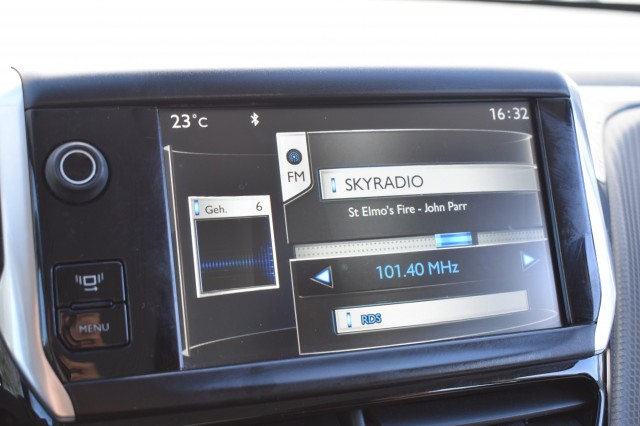 23°C 16:32
FM
SKYRADIO
Geh. 6
St Elmo's Fire - John Parr
101.40 MHz
RDS
MENU